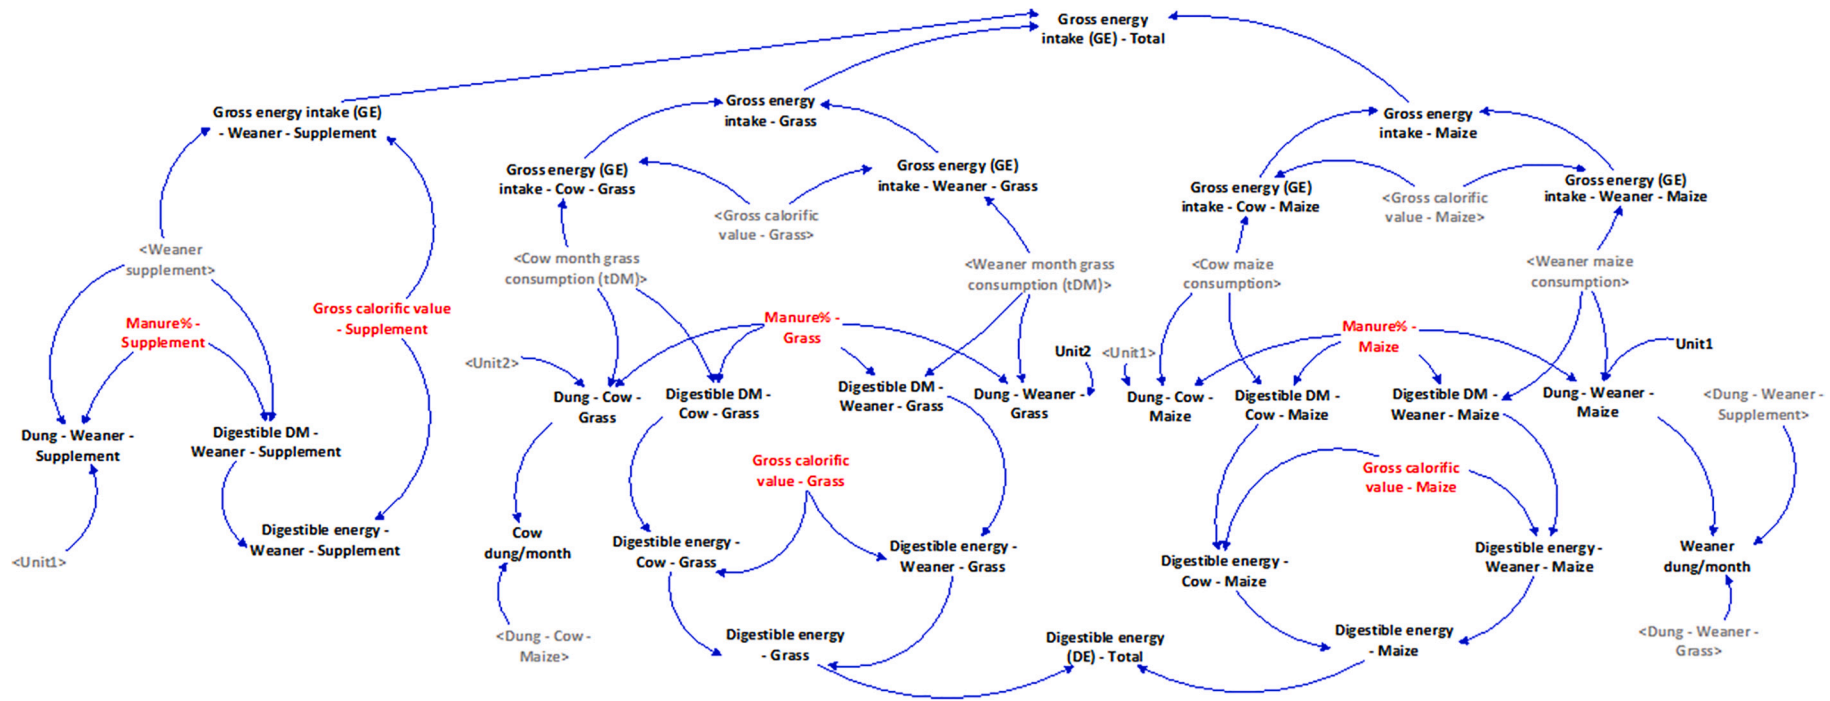 Gross energy
intake (GE) - Total
Gross energy intake (GE)
- Weaner - Supplement
Gross energy
intake - Grass
Gross energy
intake - Maize
Gross energy (GE)
intake - Cow - Grass
Gross energy (GE)
intake - Weaner - Grass
Gross energy (GE)
intake - Cow - Maize
Gross energy (GE)
intake - Weaner - Maize
<Gross calorific
value - Grass>
<Gross calorific
value - Maize>
<Weaner
supplement>
<Cow month grass
consumption (tDM)>
<Weaner month grass
consumption (tDM)>
<Cow maize
consumption>
<Weaner maize
consumption>
Manure% -
Supplement
Gross calorific value
- Supplement
Manure% -
Grass
Manure% -
Maize
<Unit2>
Unit2
<Unit1>
Unit1
Dung - Weaner -
Supplement
Digestible DM -
Weaner - Supplement
Dung - Cow -
Grass
Digestible DM -
Cow - Grass
Digestible DM -
Weaner - Grass
Dung - Weaner -
Grass
Dung - Cow -
Maize
Digestible DM -
Cow - Maize
Digestible DM -
Weaner - Maize
Dung - Weaner -
Maize
<Dung - Weaner -
Supplement>
Gross calorific
value - Grass
Gross calorific
value - Maize
<Unit1>
Digestible energy -
Weaner - Supplement
Cow
dung/month
Digestible energy -
Cow - Grass
Digestible energy -
Weaner - Grass
Digestible energy -
Cow - Maize
Digestible energy -
Weaner - Maize
Weaner
dung/month
<Dung - Cow -
Maize>
Digestible energy
- Grass
Digestible energy
(DE) - Total
Digestible energy
- Maize
<Dung - Weaner -
Grass>